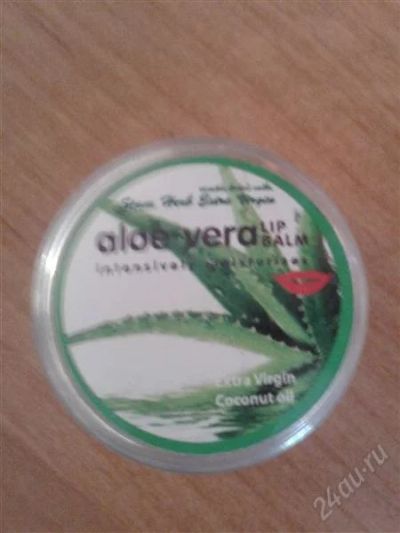 aloe vera LIP BALM
intensively moisturizes
Extra Virgin
Coconut oil
24au.ru